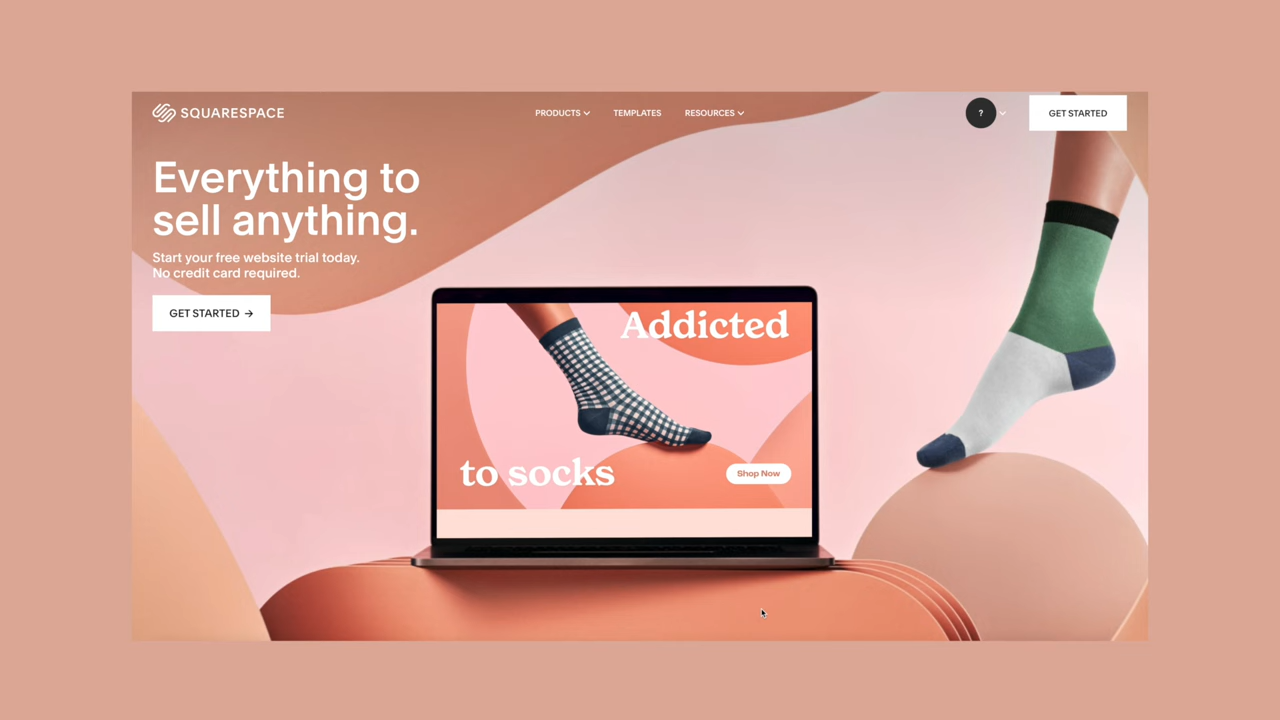 SQUARESPACE
PRODUCTS
TEMPLATES
RESOURCES
?
GET STARTED
Everything to
sell anything.
Start your free website trial today.
No credit card required.
GET STARTED →
Addicted
to socks
Shop Now